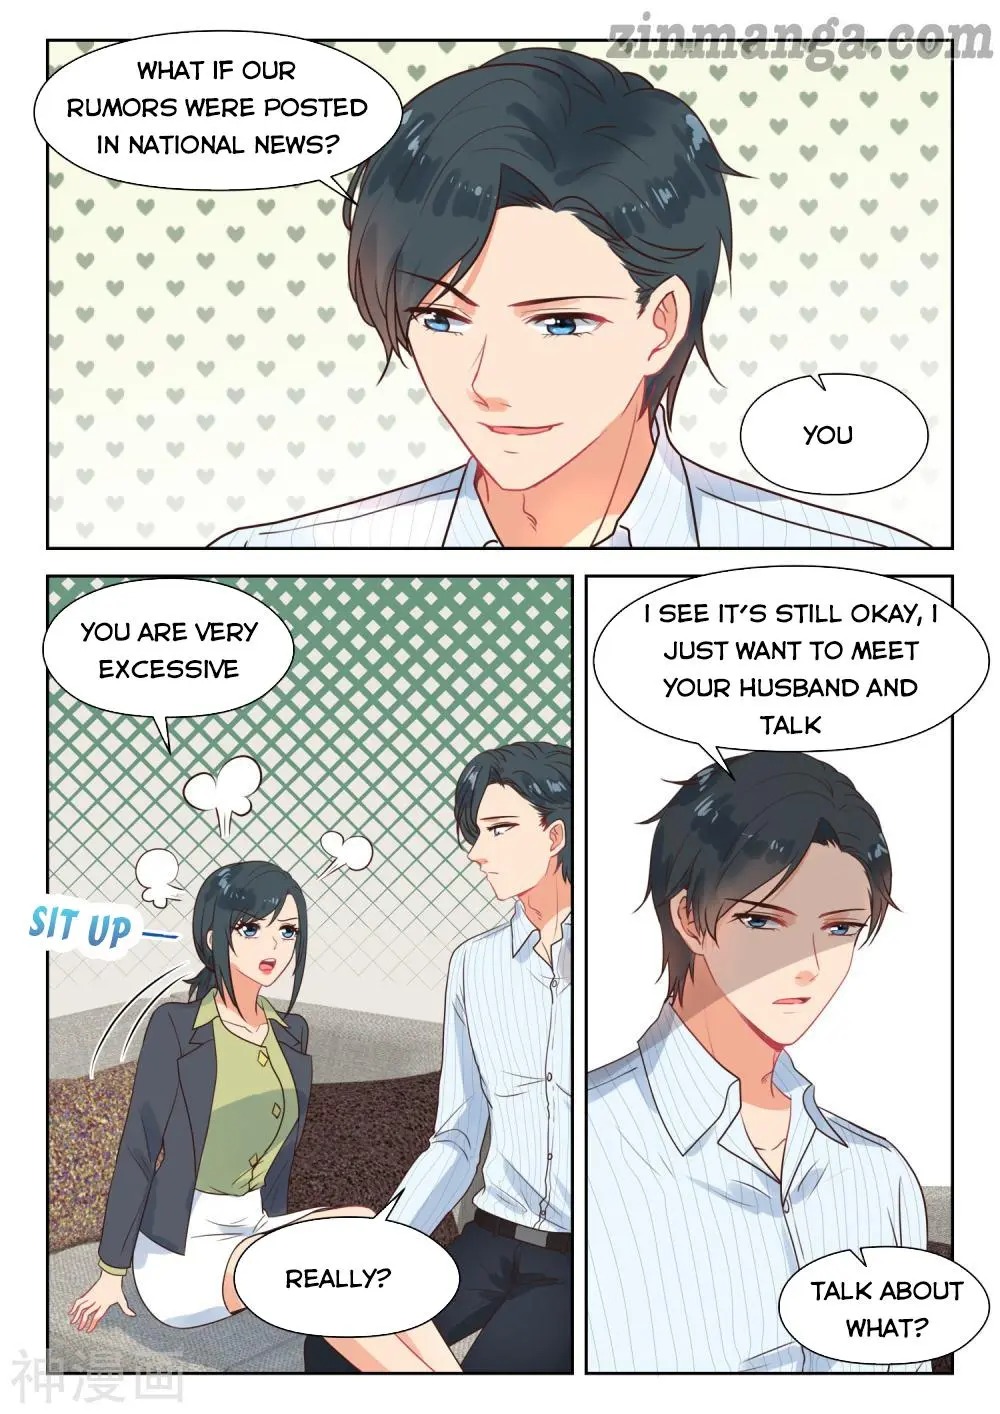 zinmanga.com
WHAT IF OUR
RUMORS WERE POSTED
IN NATIONAL NEWS?
YOU
YOU ARE VERY
EXCESSIVE
SIT UP —
REALLY?
I SEE IT'S STILL OKAY, I
JUST WANT TO MEET
YOUR HUSBAND AND
TALK
TALK ABOUT
WHAT?
神漫画